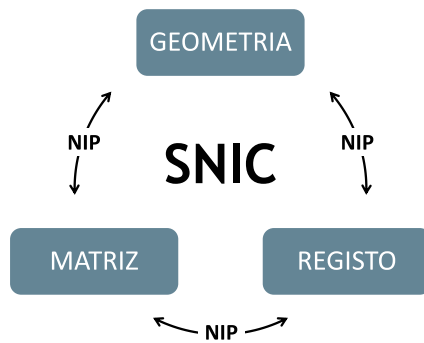 GEOMETRIA
NIP
NIP
SNIC
MATRIZ
REGISTO
NIP